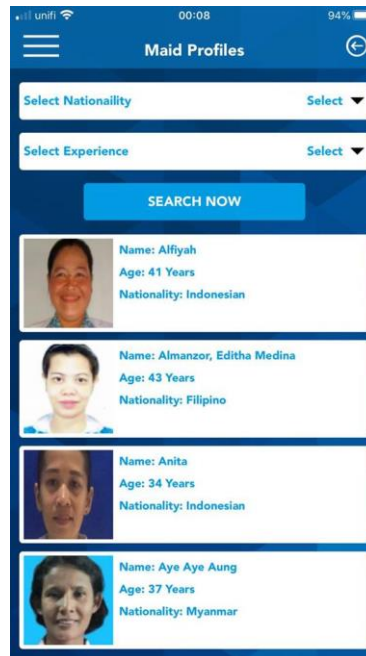 unifi 00:08 94%
Maid Profiles
Select Nationaility Select
Select Experience Select
SEARCH NOW
Name: Alfiyah
Age: 41 Years
Nationality: Indonesian
Name: Almanzor, Editha Medina
Age: 43 Years
Nationality: Filipino
Name: Anita
Age: 34 Years
Nationality: Indonesian
Name: Aye Aye Aung
Age: 37 Years
Nationality: Myanmar